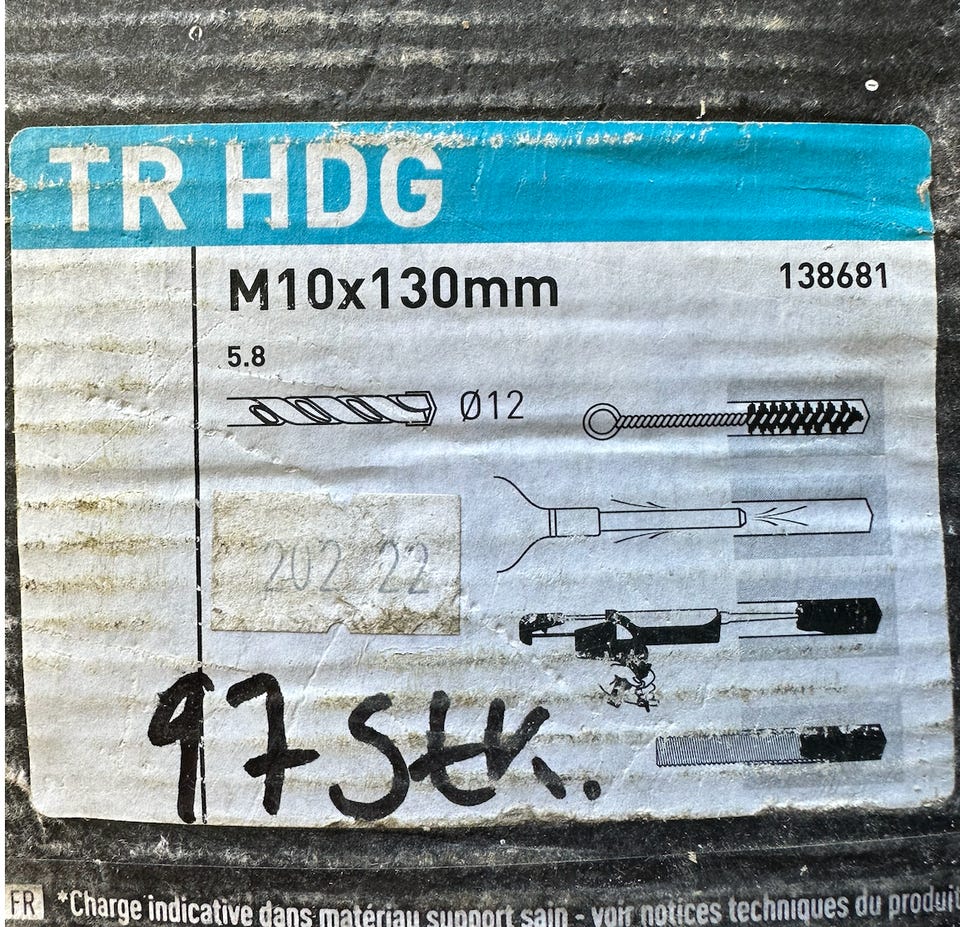 TR HDG
M10x130mm
138681
5.8
Ø12
202 22
97 Stk.
FR *Charge indicative dans matériau support sain - voir notices techniques du produit